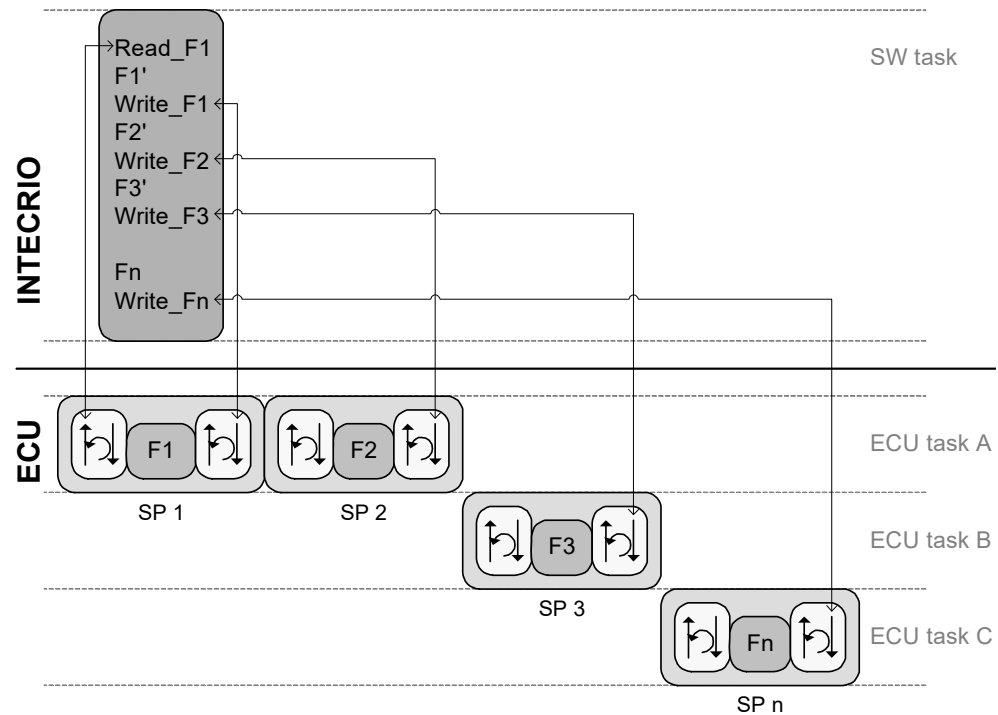 INTECRIO
Read_F1
F1'
Write_F1
F2'
Write_F2
F3'
Write_F3
Fn
Write_Fn
SW task
ECU
F1
F2
ECU task A
SP 1
SP 2
F3
ECU task B
SP 3
Fn
ECU task C
SP n